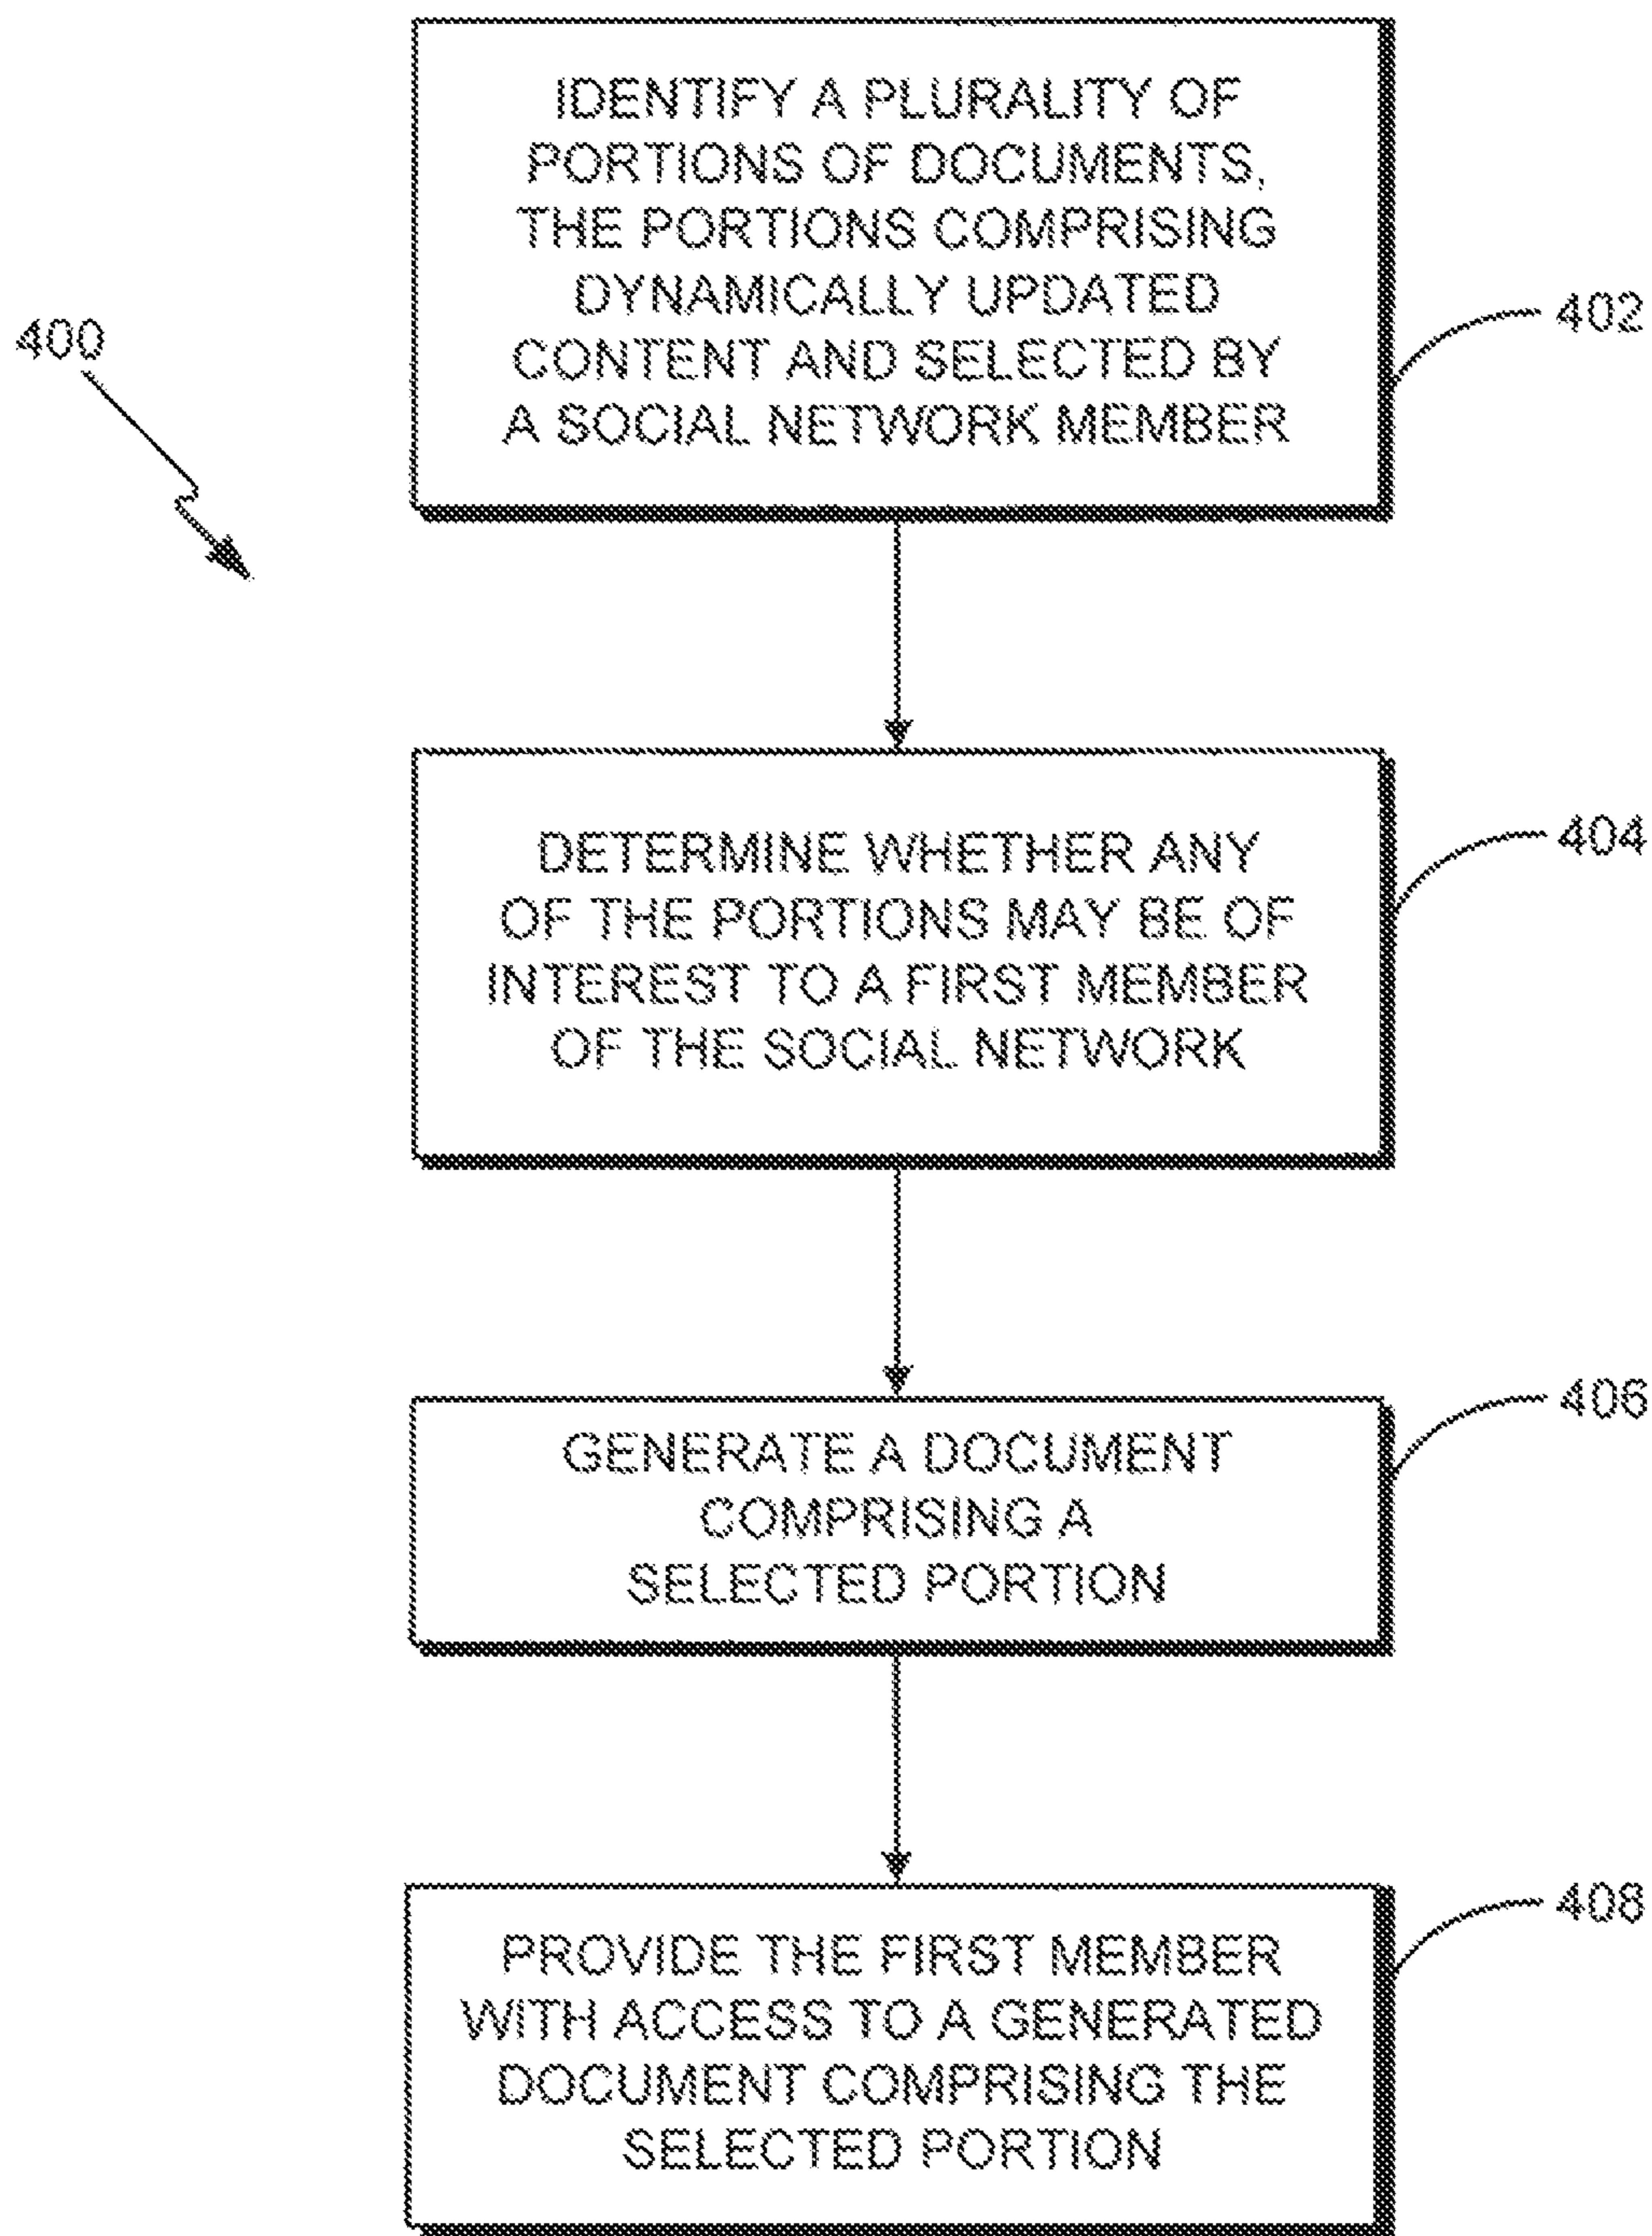 IDENTIFY A PLURALITY OF
PORTIONS OF DOCUMENTS,
THE PORTIONS COMPRISING
DYNAMICALLY UPDATED
CONTENT AND SELECTED BY
A SOCIAL NETWORK MEMBER
402
400
DETERMINE WHETHER ANY
OF THE PORTIONS MAY BE OF
INTEREST TO A FIRST MEMBER
OF THE SOCIAL NETWORK
404
GENERATE A DOCUMENT
COMPRISING A
SELECTED PORTION
406
PROVIDE THE FIRST MEMBER
WITH ACCESS TO A GENERATED
DOCUMENT COMPRISING THE
SELECTED PORTION
408